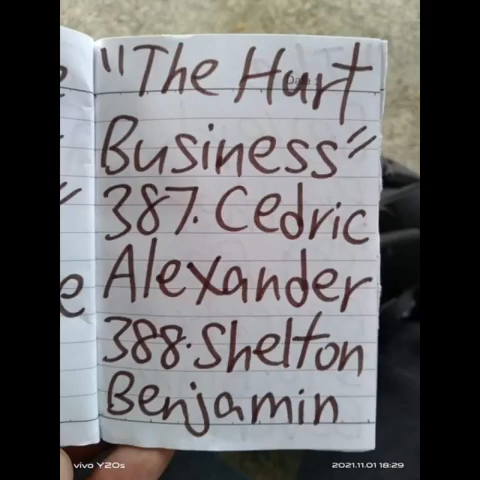 "The Hurt
Business"
387. Cedric
Alexander
388. Shelton
Benjamin
vivo Y20s
2021.11.01 18:29